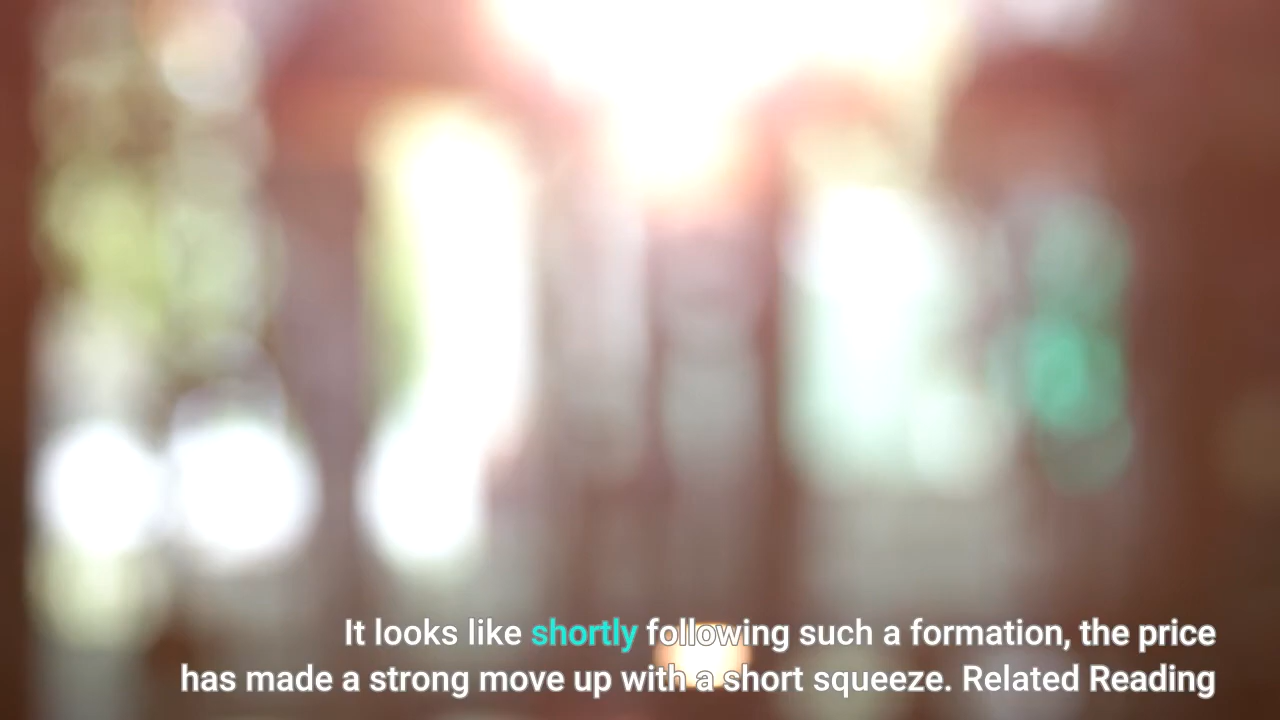 It looks like shortly following such a formation, the price
has made a strong move up with a short squeeze. Related Reading